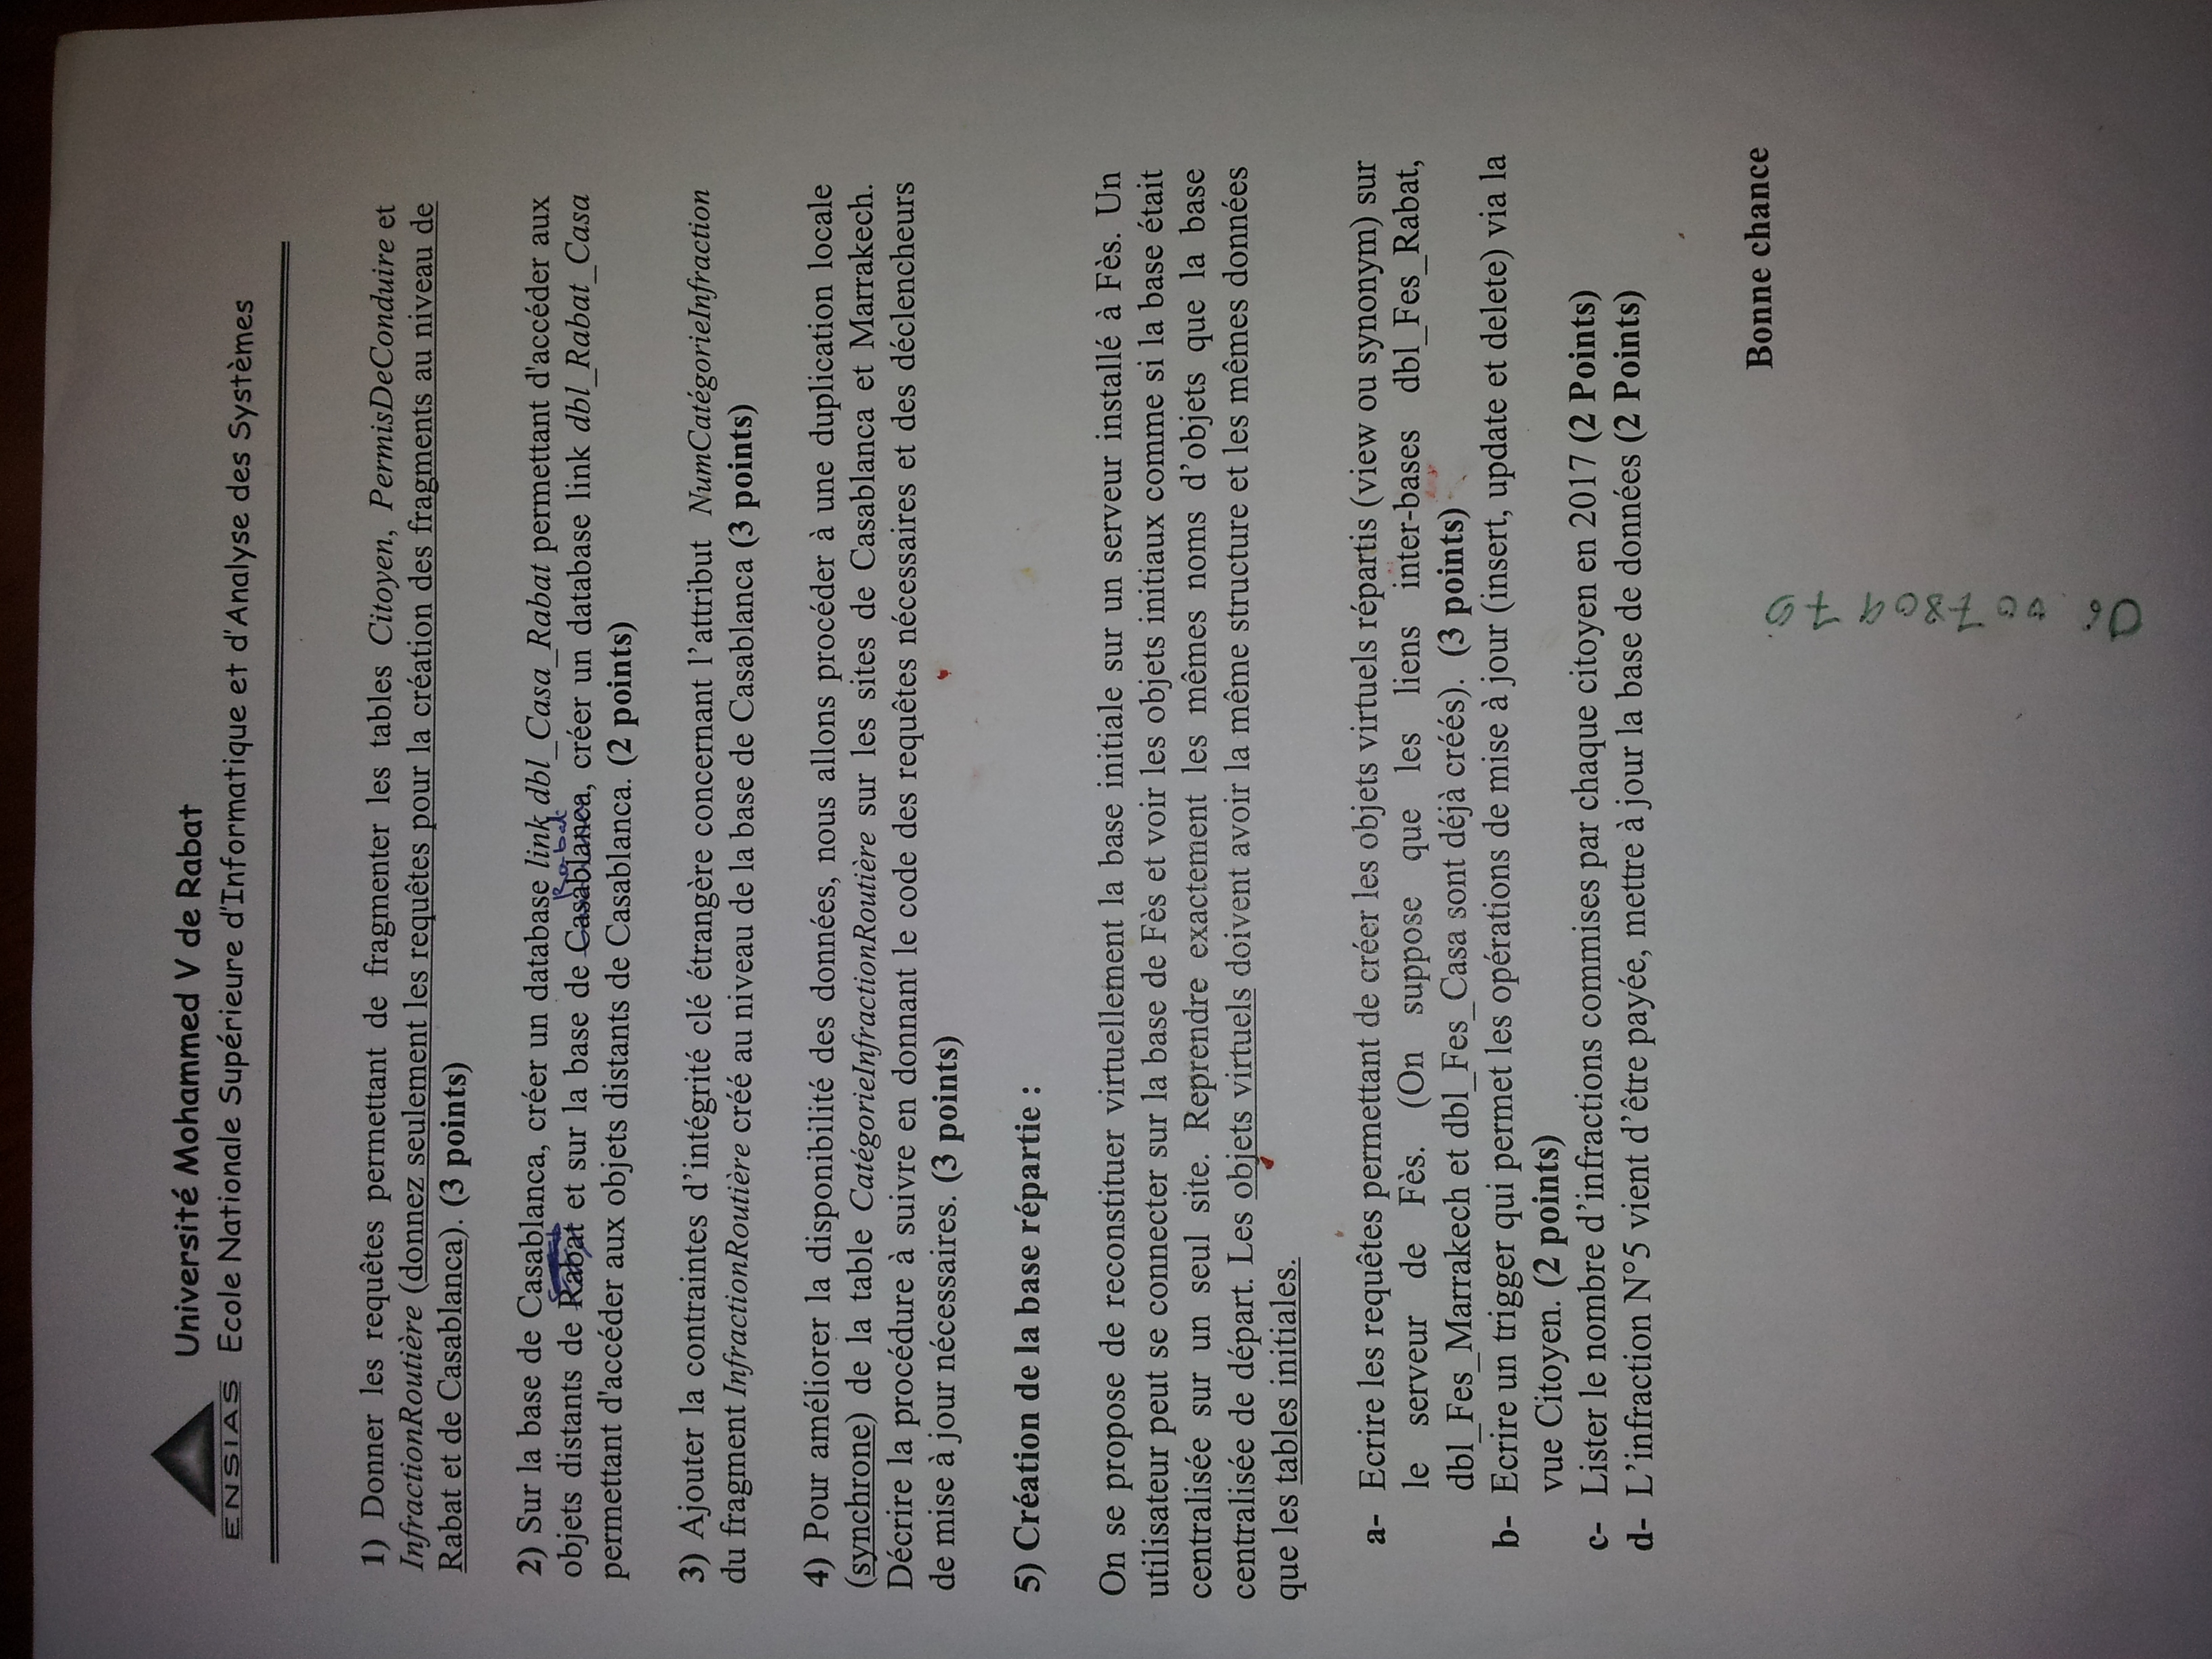 Université Mohammed V de Rabat
ENSIAS Ecole Nationale Supérieure d'Informatique et d'Analyse des Systèmes
1) Donner les requêtes permettant de fragmenter les tables Citoyen, PermisDeConduire et
InfractionRoutière (donnez seulement les requêtes pour la création des fragments au niveau de
Rabat et de Casablanca). (3 points)
2) Sur la base de Casablanca, créer un database link dbl_Casa_Rabat permettant d'accéder aux
Rabat
objets distants de Rabat et sur la base de Casablanca, créer un database link dbl_Rabat_Casa
permettant d'accéder aux objets distants de Casablanca. (2 points)
3) Ajouter la contraintes d'intégrité clé étrangère concernant l'attribut NumCatégorieInfraction
du fragment InfractionRoutière créé au niveau de la base de Casablanca (3 points)
4) Pour améliorer la disponibilité des données, nous allons procéder à une duplication locale
(synchrone) de la table CatégorieInfractionRoutière sur les sites de Casablanca et Marrakech.
Décrire la procédure à suivre en donnant le code des requêtes nécessaires et des déclencheurs
de mise à jour nécessaires. (3 points)
5) Création de la base répartie :
On se propose de reconstituer virtuellement la base initiale sur un serveur installé à Fès. Un
utilisateur peut se connecter sur la base de Fès et voir les objets initiaux comme si la base était
centralisée sur un seul site. Reprendre exactement les mêmes noms d'objets que la base
centralisée de départ. Les objets virtuels doivent avoir la même structure et les mêmes données
que les tables initiales.
a- Ecrire les requêtes permettant de créer les objets virtuels répartis (view ou synonym) sur
le serveur de Fès. (On suppose que les liens inter-bases dbl_Fes_Rabat,
dbl_Fes_Marrakech et dbl_Fes_Casa sont déjà créés). (3 points)
b- Ecrire un trigger qui permet les opérations de mise à jour (insert, update et delete) via la
vue Citoyen. (2 points)
c- Lister le nombre d'infractions commises par chaque citoyen en 2017 (2 Points)
d- L'infraction N°5 vient d'être payée, mettre à jour la base de données (2 Points)
Bonne chance